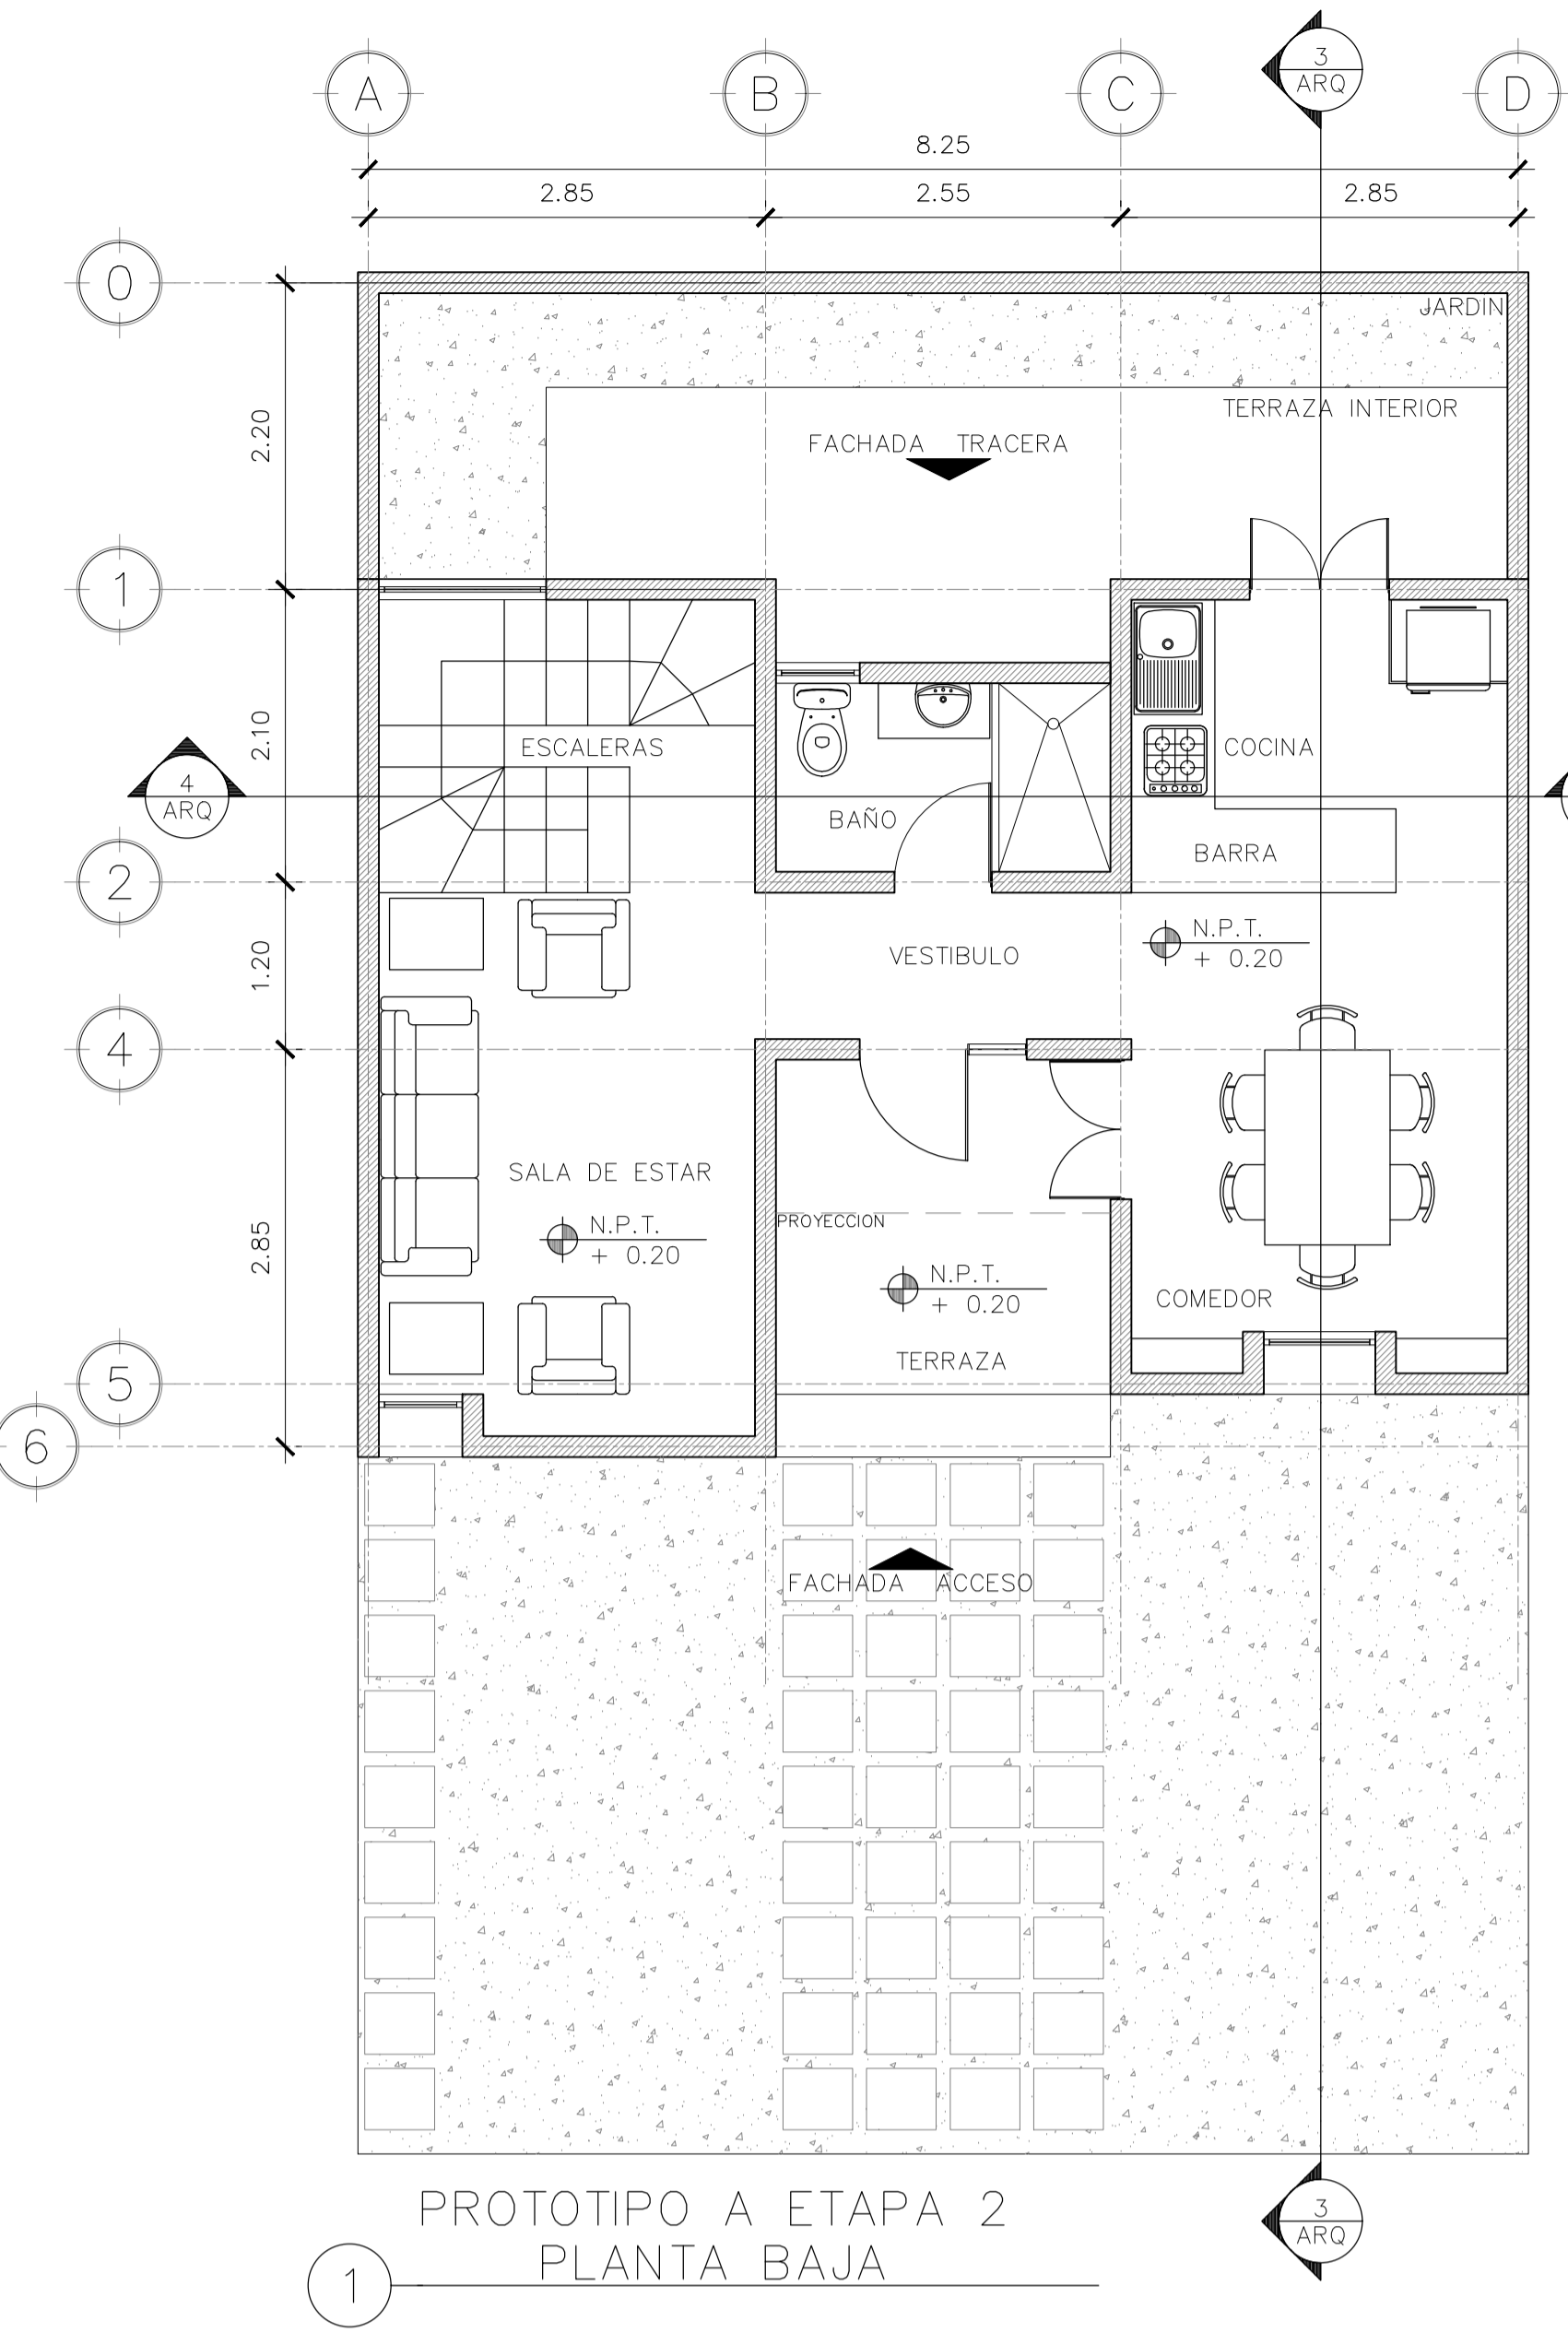 3
ARQ
A
B
C
D
8.25
2.85
2.55
2.85
0
JARDIN
TERRAZA INTERIOR
2.20
FACHADA TRACERA
1
2.10
ESCALERAS
COCINA
4
ARQ
BAÑO
BARRA
2
N.P.T.
+ 0.20
VESTIBULO
1.20
4
SALA DE ESTAR
N.P.T.
+ 0.20
PROYECCION
2.85
N.P.T.
+ 0.20
COMEDOR
TERRAZA
5
6
FACHADA ACCESO
PROTOTIPO A ETAPA 2
PLANTA BAJA
1
3
ARQ